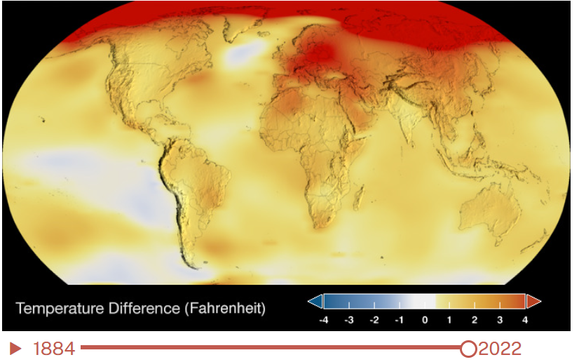 Temperature Difference (Fahrenheit)
-4 -3 -2 -1 0 1 2 3 4
1884 2022